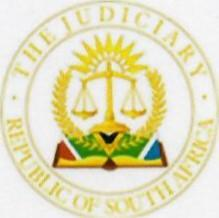 THE JUDICIARY
REPUBLIC OF SOUTH AFRICA